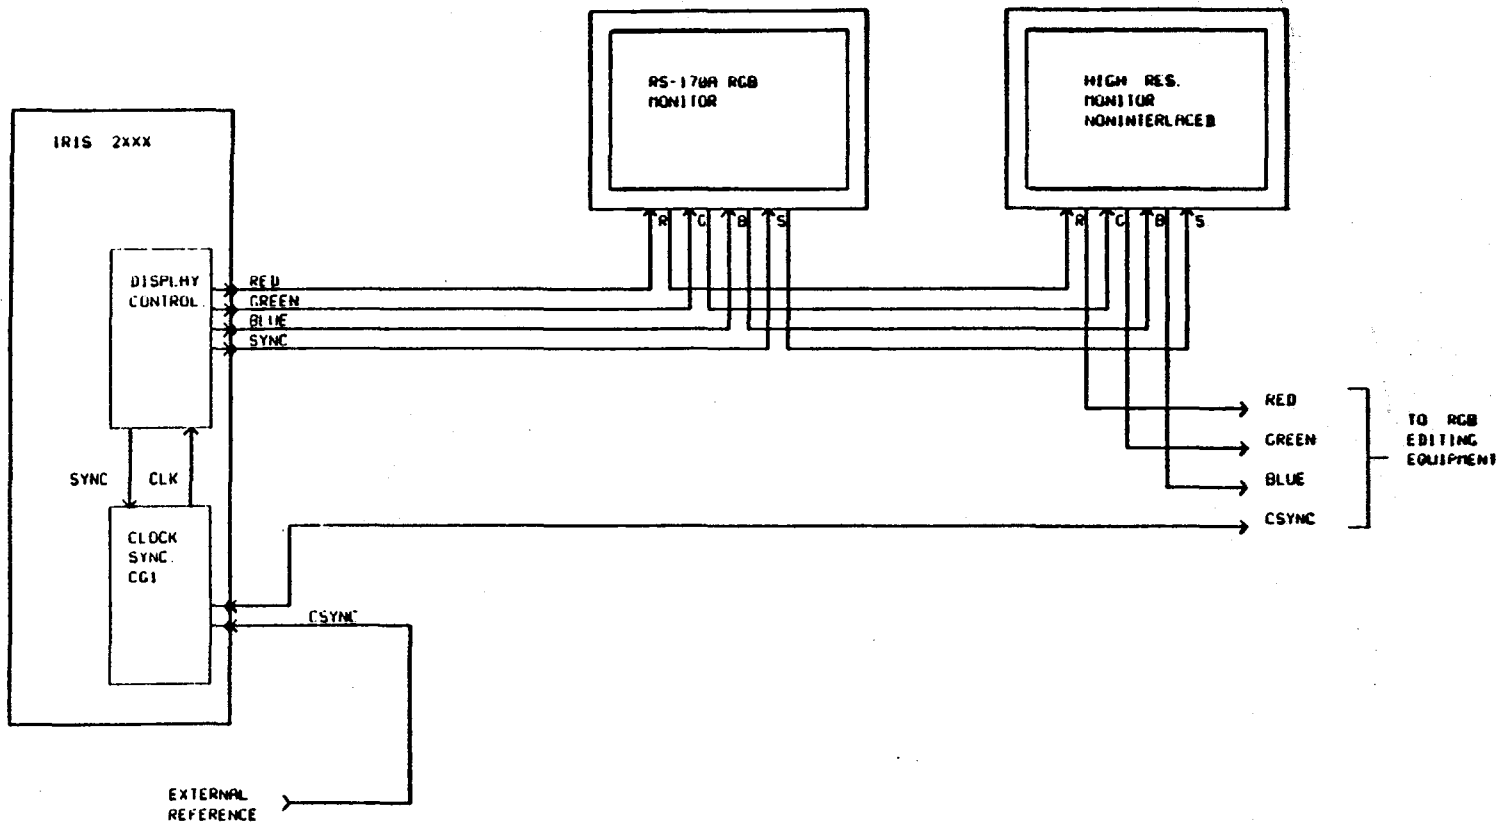 RS-170A RGB
MONITOR
HIGH RES.
MONITOR
NONINTERLACED
IRIS 2XXX
R G B S
R G B S
DISPLAY
CONTROL
RED
GREEN
BLUE
SYNC
SYNC CLK
CLOCK
SYNC.
CG1
CSYNC
RED
GREEN
BLUE
CSYNC
TO RGB
EDITING
EQUIPMENT
EXTERNAL
REFERENCE